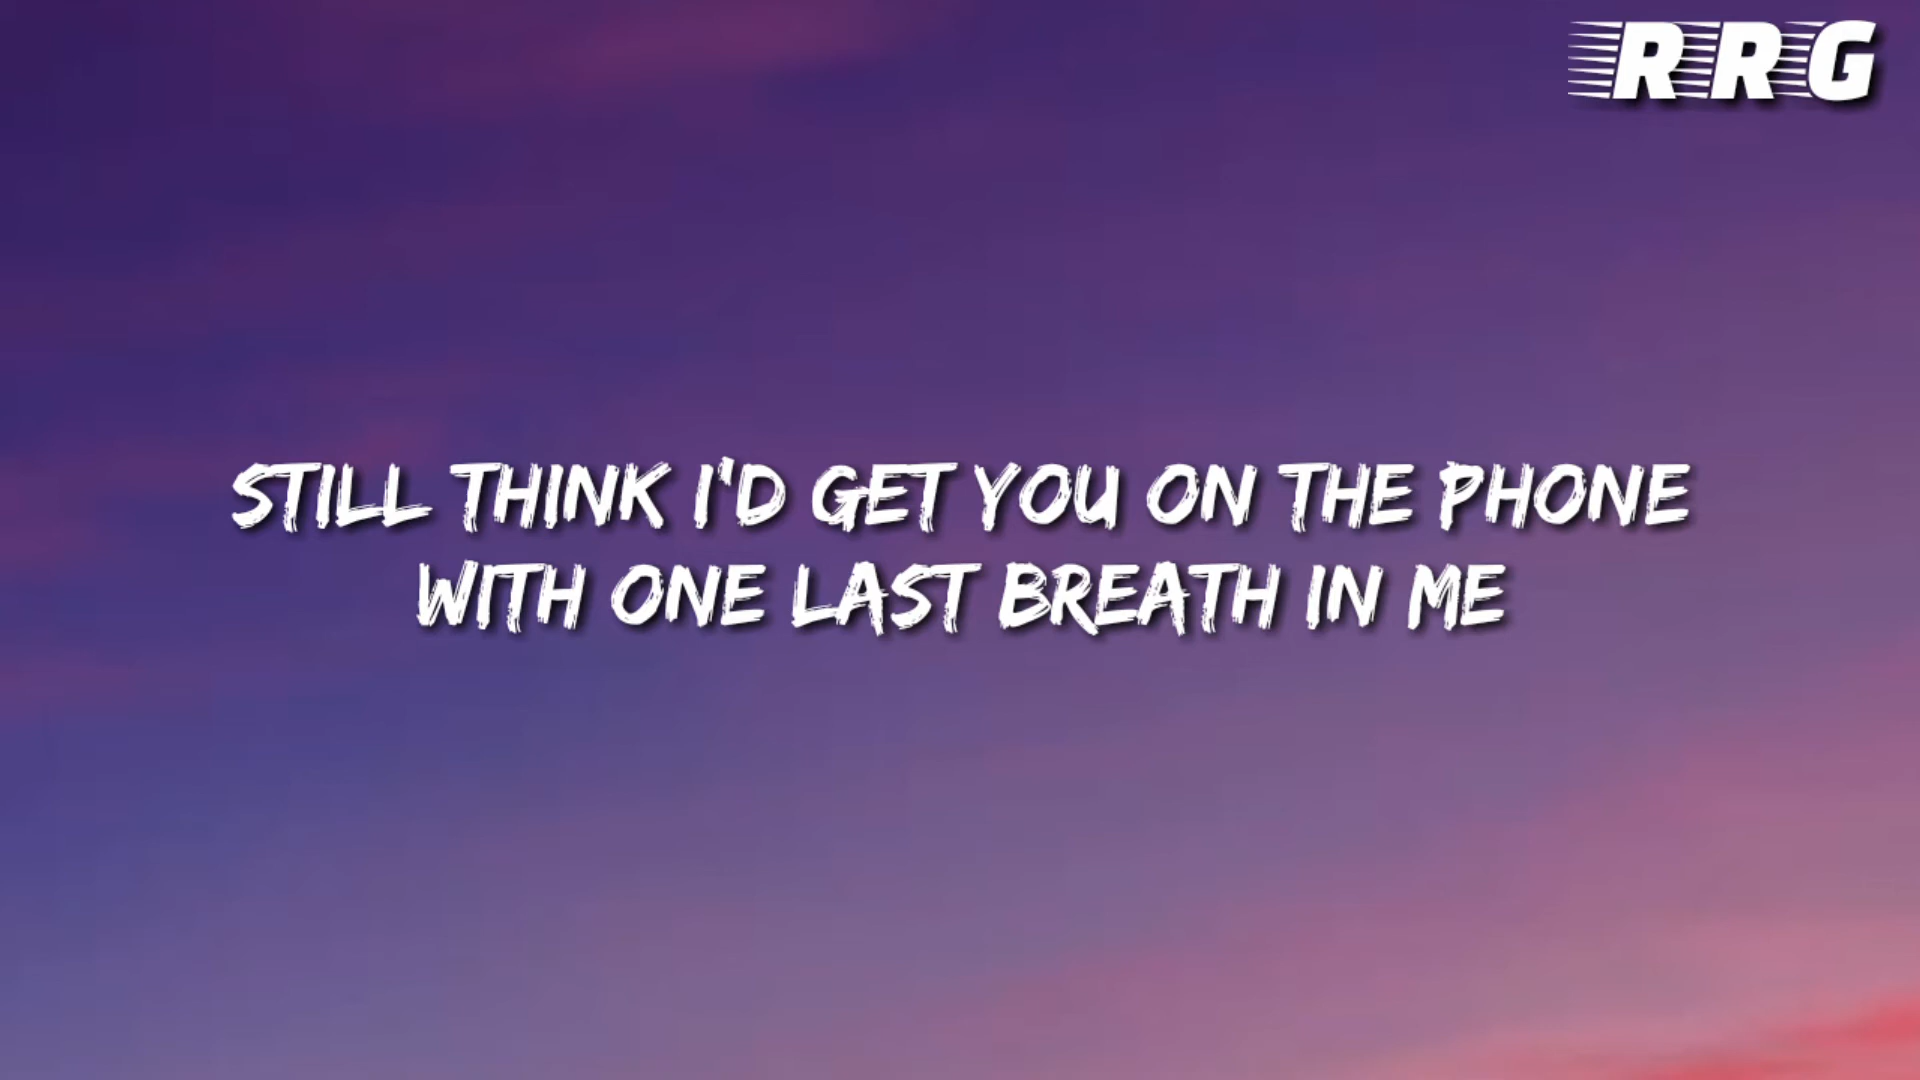 RRG
STILL THINK I'D GET YOU ON THE PHONE
WITH ONE LAST BREATH IN ME